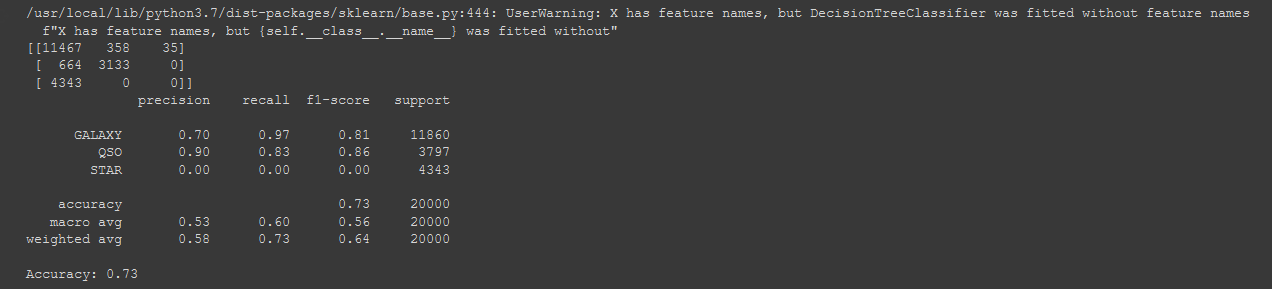 /usr/local/lib/python3.7/dist-packages/sklearn/base.py:444: UserWarning: X has feature names, but DecisionTreeClassifier was fitted without feature names
  f"X has feature names, but {self.__class__.__name__} was fitted without"
[[11467   358    35]
 [  664  3133     0]
 [ 4343     0     0]]
              precision    recall  f1-score   support

      GALAXY       0.70      0.97      0.81     11860
         QSO       0.90      0.83      0.86      3797
        STAR       0.00      0.00      0.00      4343

    accuracy                           0.73     20000
   macro avg       0.53      0.60      0.56     20000
weighted avg       0.58      0.73      0.64     20000

Accuracy: 0.73